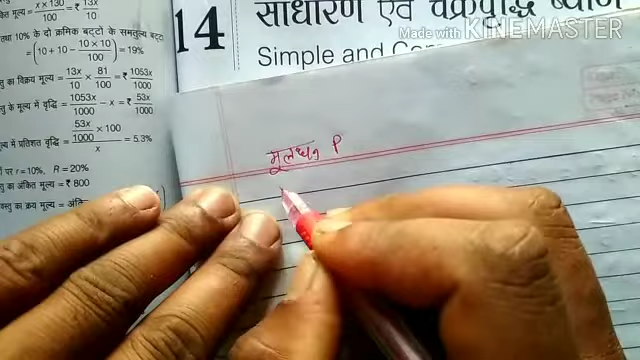 कित मूल्य = x × 130 / 100 = ₹ 13x / 10
तथा 10% के दो क्रमिक बट्टों के समतुल्य बट्टा
= (10 + 10 − 10 × 10 / 100) = 19%
का विक्रय मूल्य = 13x / 10 × 81 / 100 = ₹ 1053x / 1000
के मूल्य में वृद्धि = 1053x / 1000 − x = ₹ 53x / 1000
मूल्य में प्रतिशत वृद्धि = 53x / 1000 × 100 / x = 5.3%
पर r = 10%, R = 20%
का अंकित मूल्य = ₹ 800
का क्रय मूल्य =
14
साधारण एवं चक्रवृद्धि ब्याज
Made with KINEMASTER
Simple and
मूलधन P